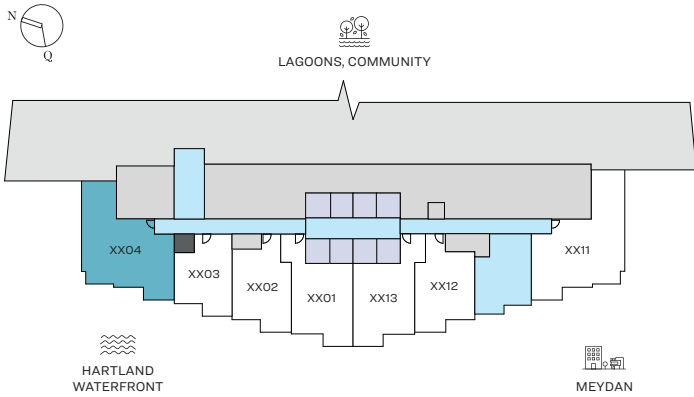 N
Q
LAGOONS, COMMUNITY
XX04
XX03
XX02
XX01
XX13
XX12
XX11
HARTLAND
WATERFRONT
MEYDAN